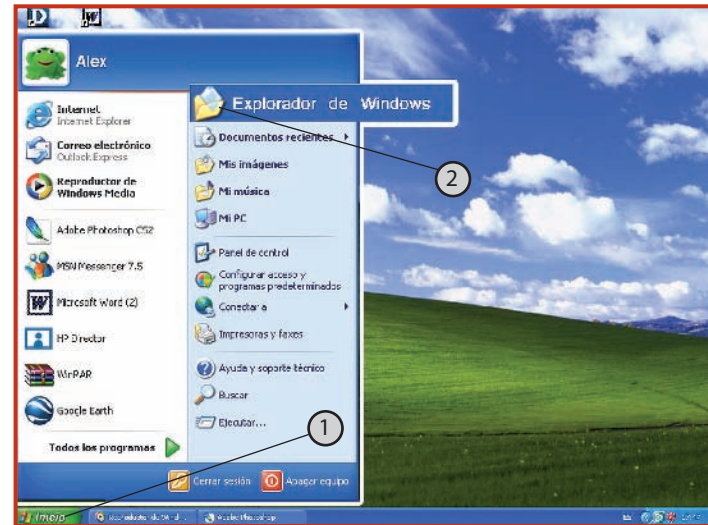 Alex
Internet
Internet Explorer
Correo electrónico
Outlook Express
Reproductor de
Windows Media
Adobe Photoshop CS2
MSN Messenger 7.5
Microsoft Word (2)
HP Director
WinRAR
Google Earth
Todos los programas
Explorador de Windows
Documentos recientes
Mis imágenes
Mi música
Mi PC
Panel de control
Configurar acceso y
programas predeterminados
Conectar a
Impresoras y faxes
Ayuda y soporte técnico
Buscar
Ejecutar...
2
1
Cerrar sesión
Apagar equipo
Inicio
Reproductor de Wind...
Adobe Photoshop